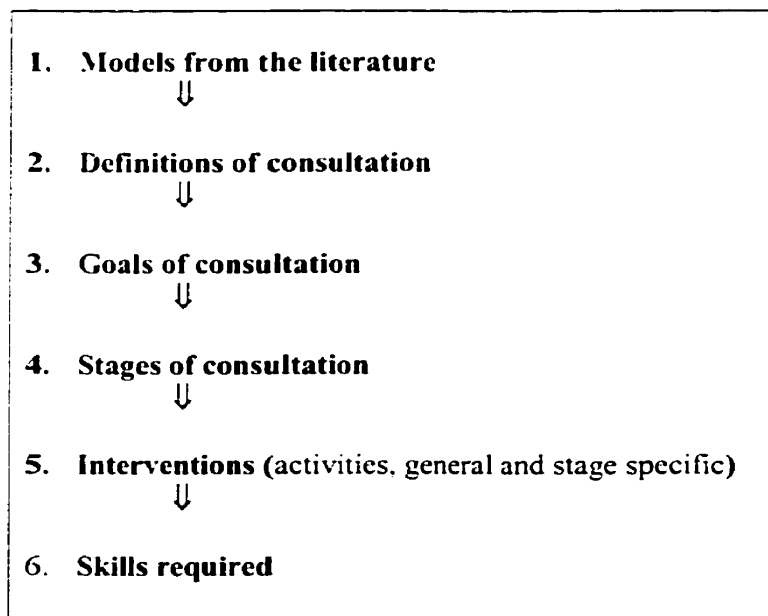 1. Models from the literature
⇓
2. Definitions of consultation
⇓
3. Goals of consultation
⇓
4. Stages of consultation
⇓
5. Interventions (activities, general and stage specific)
⇓
6. Skills required